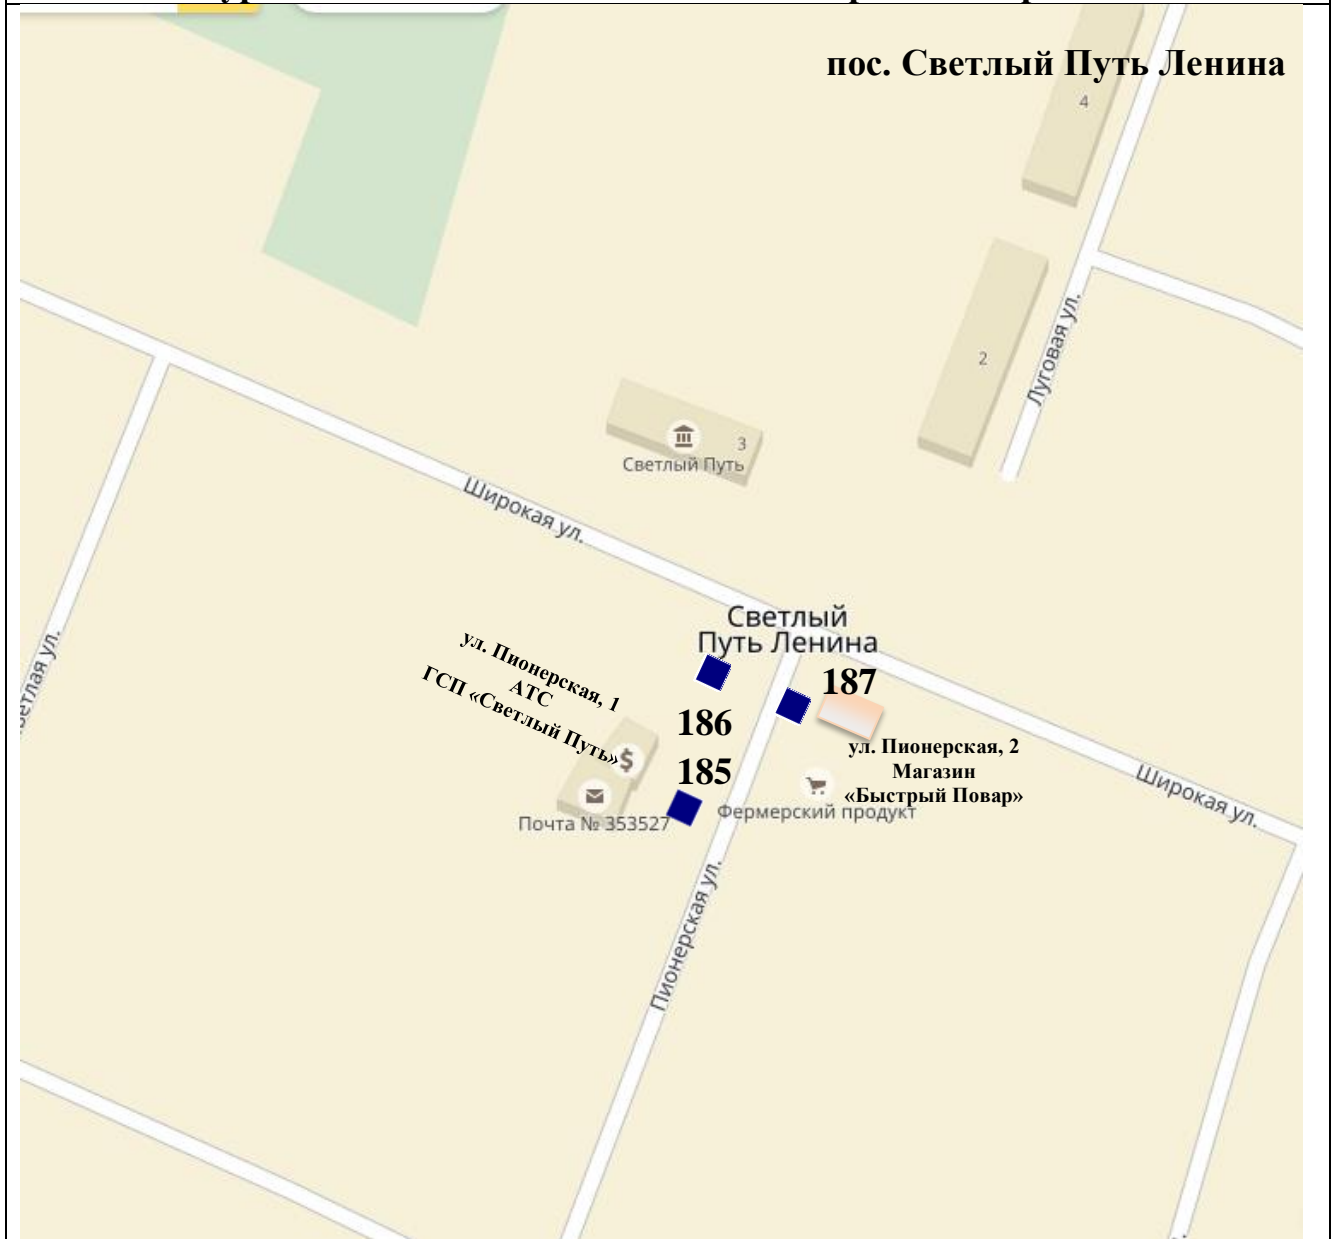 пос. Светлый Путь Ленина
4
2
Луговая ул.
3
Светлый Путь
Широкая ул.
Светлый
Путь Ленина
ул. Пионерская, 1
АТС
ГСП «Светлый Путь»
187
186
185
ул. Пионерская, 2
Магазин
«Быстрый Повар»
Фермерский продукт
Почта № 353527
Широкая ул.
Пионерская ул.